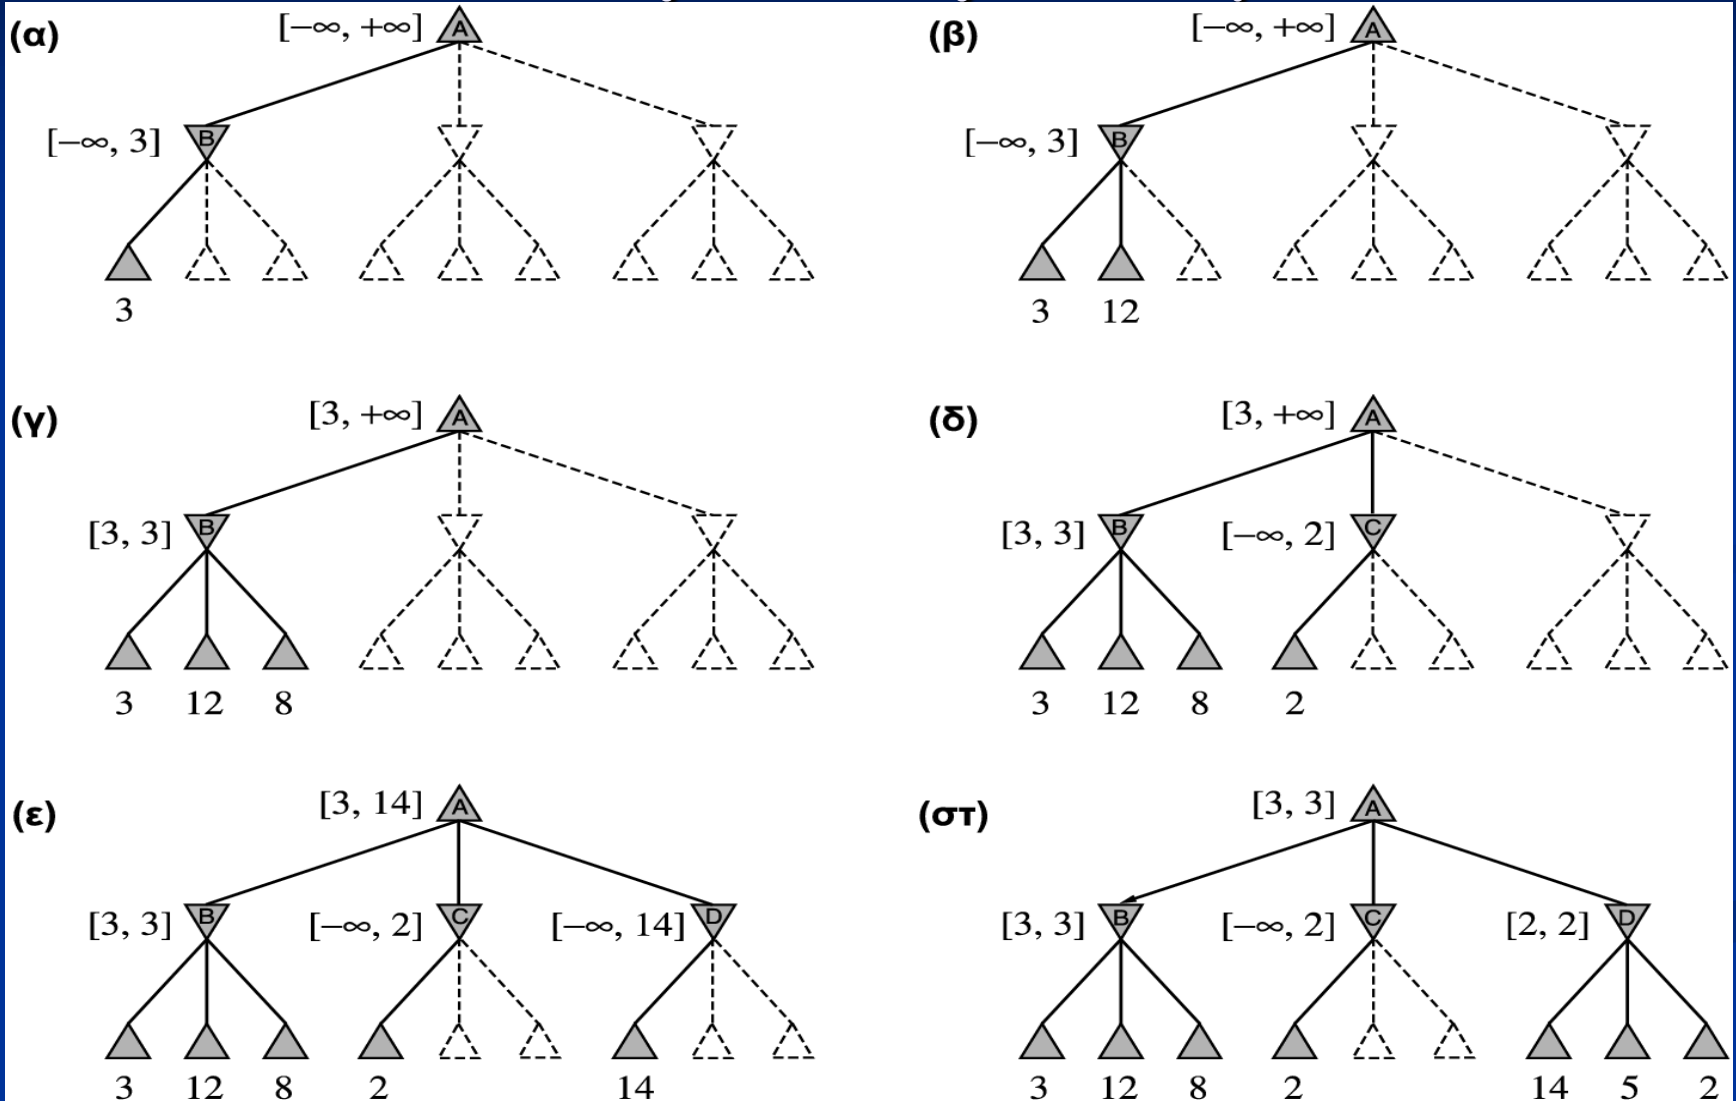 (α) [−∞, +∞] A
[−∞, 3] B
3
(β) [−∞, +∞] A
[−∞, 3] B
3 12
(γ) [3, +∞] A
[3, 3] B
3 12 8
(δ) [3, +∞] A
[3, 3] B [−∞, 2] C
3 12 8 2
(ε) [3, 14] A
[3, 3] B [−∞, 2] C [−∞, 14] D
3 12 8 2 14
(στ) [3, 3] A
[3, 3] B [−∞, 2] C [2, 2] D
3 12 8 2 14 5 2